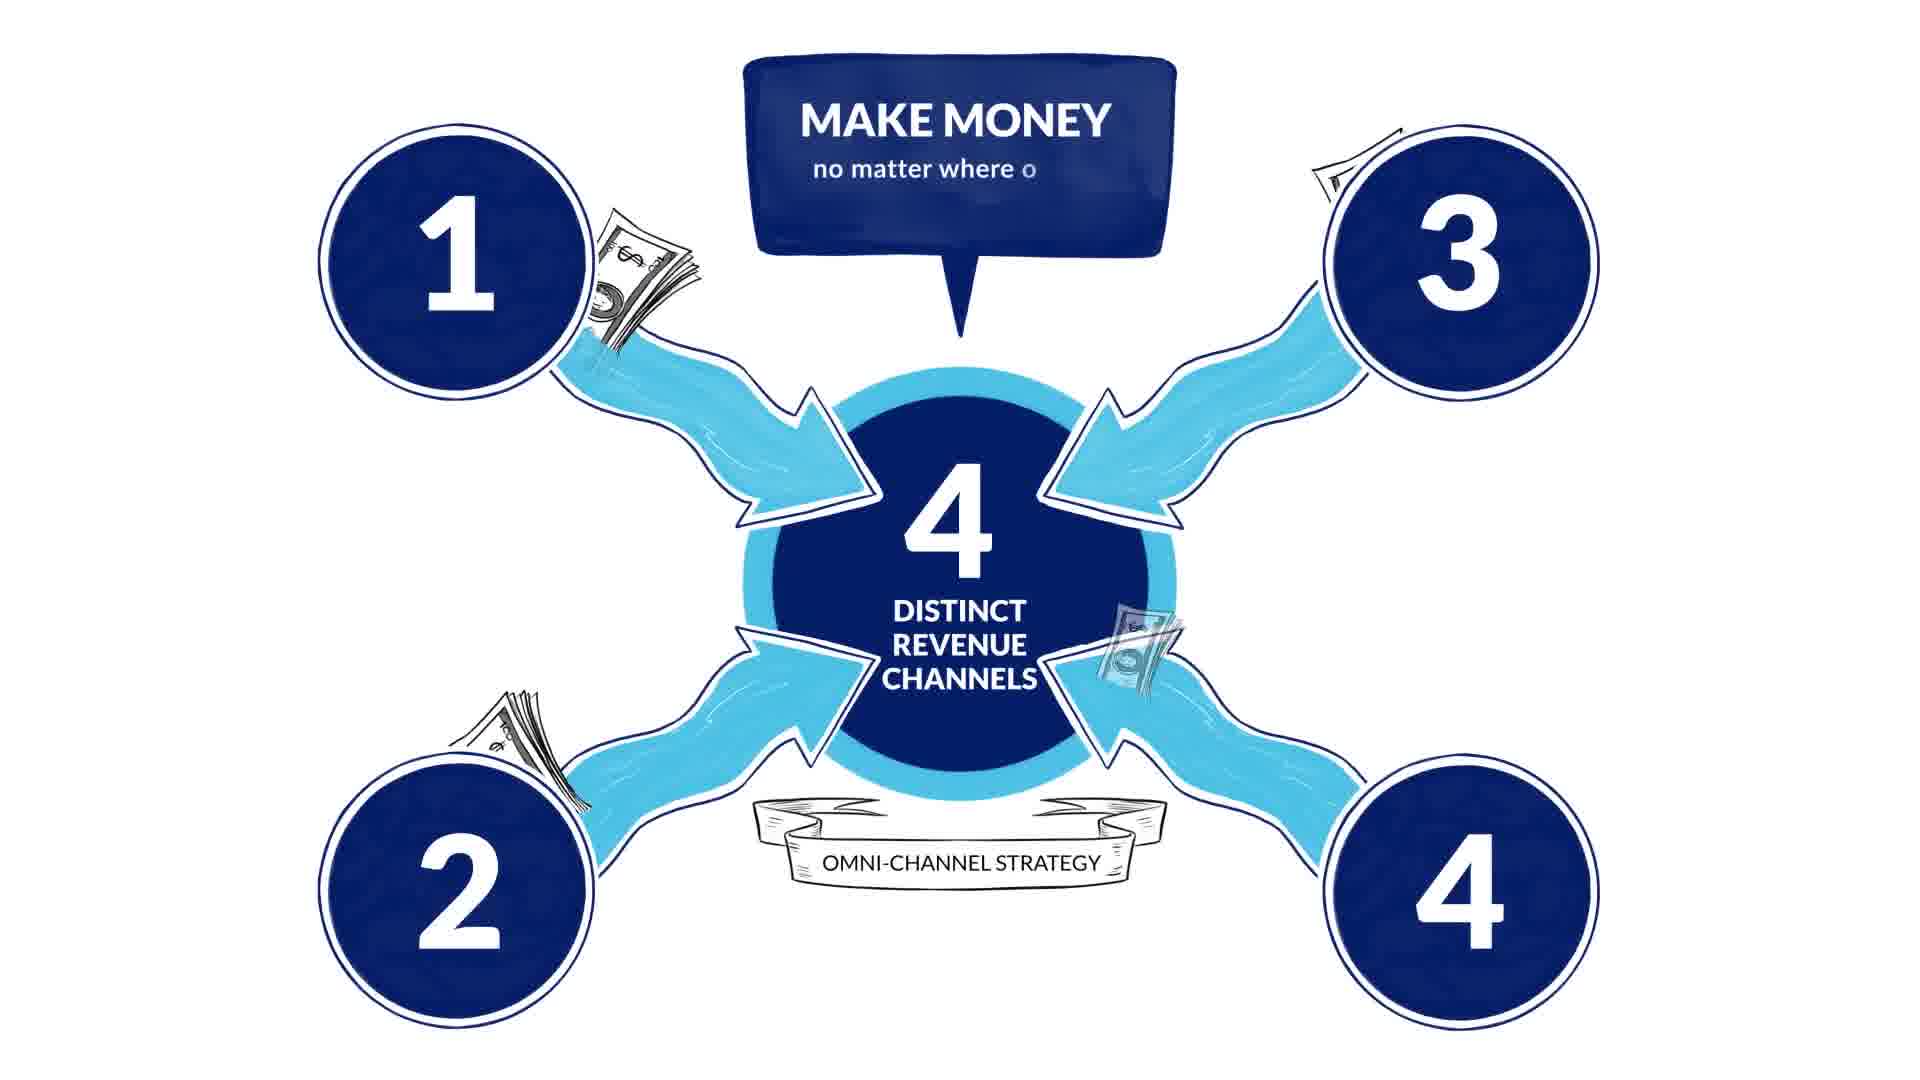 MAKE MONEY
no matter where o
1
3
4
DISTINCT
REVENUE
CHANNELS
2
4
OMNI-CHANNEL STRATEGY